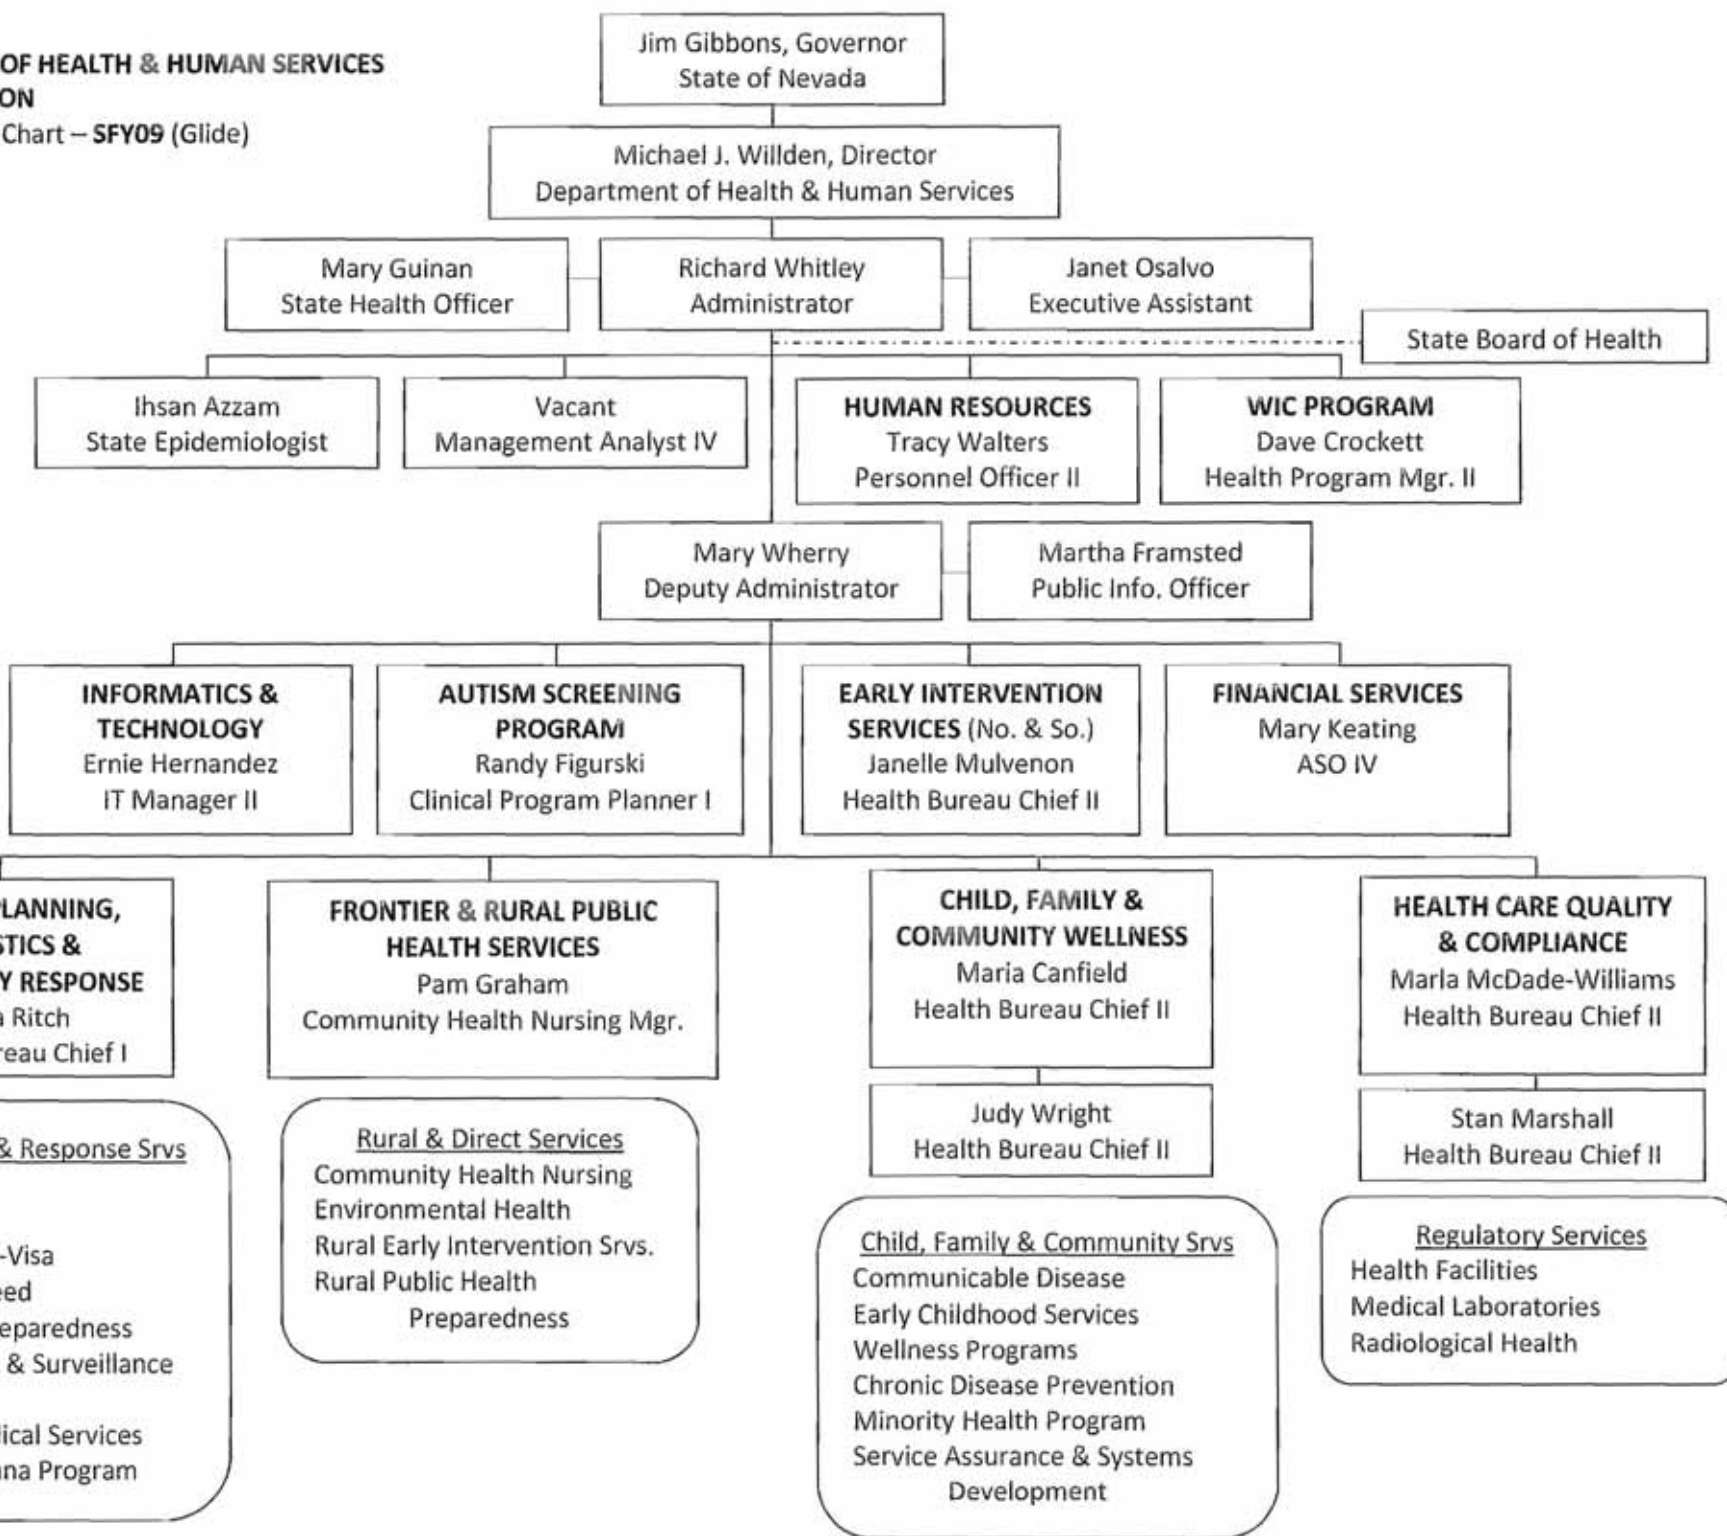 OF HEALTH & HUMAN SERVICES
ON
Chart – SFY09 (Glide)
Jim Gibbons, Governor
State of Nevada
Michael J. Willden, Director
Department of Health & Human Services
Mary Guinan
State Health Officer
Richard Whitley
Administrator
Janet Osalvo
Executive Assistant
State Board of Health
Ihsan Azzam
State Epidemiologist
Vacant
Management Analyst IV
HUMAN RESOURCES
Tracy Walters
Personnel Officer II
WIC PROGRAM
Dave Crockett
Health Program Mgr. II
Mary Wherry
Deputy Administrator
Martha Framsted
Public Info. Officer
INFORMATICS &
TECHNOLOGY
Ernie Hernandez
IT Manager II
AUTISM SCREENING
PROGRAM
Randy Figurski
Clinical Program Planner I
EARLY INTERVENTION
SERVICES (No. & So.)
Janelle Mulvenon
Health Bureau Chief II
FINANCIAL SERVICES
Mary Keating
ASO IV
LANNING,
STICS &
Y RESPONSE
a Ritch
reau Chief I
FRONTIER & RURAL PUBLIC
HEALTH SERVICES
Pam Graham
Community Health Nursing Mgr.
CHILD, FAMILY &
COMMUNITY WELLNESS
Maria Canfield
Health Bureau Chief II
HEALTH CARE QUALITY
& COMPLIANCE
Marla McDade-Williams
Health Bureau Chief II
Judy Wright
Health Bureau Chief II
Stan Marshall
Health Bureau Chief II
& Response Srvs
-Visa
eed
eparedness
& Surveillance
lical Services
ana Program
Rural & Direct Services
Community Health Nursing
Environmental Health
Rural Early Intervention Srvs.
Rural Public Health
Preparedness
Child, Family & Community Srvs
Communicable Disease
Early Childhood Services
Wellness Programs
Chronic Disease Prevention
Minority Health Program
Service Assurance & Systems
Development
Regulatory Services
Health Facilities
Medical Laboratories
Radiological Health